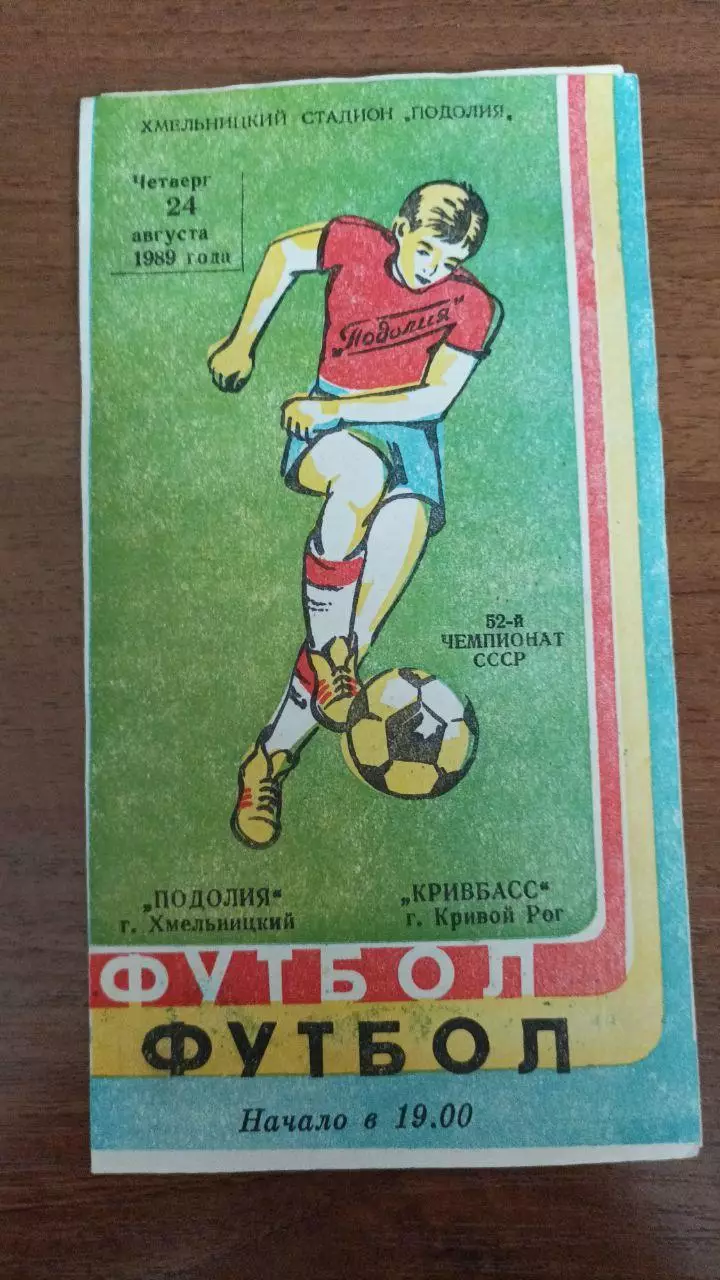 ХМЕЛЬНИЦКИЙ СТАДИОН „ПОДОЛИЯ„
Четверг
24
августа
1989 года
„Подолия"
52-й
ЧЕМПИОНАТ
СССР
„ПОДОЛИЯ"
г. Хмельницкий
„КРИВБАСС"
г. Кривой Рог
ФУТБОЛ
ФУТБОЛ
Начало в 19.00